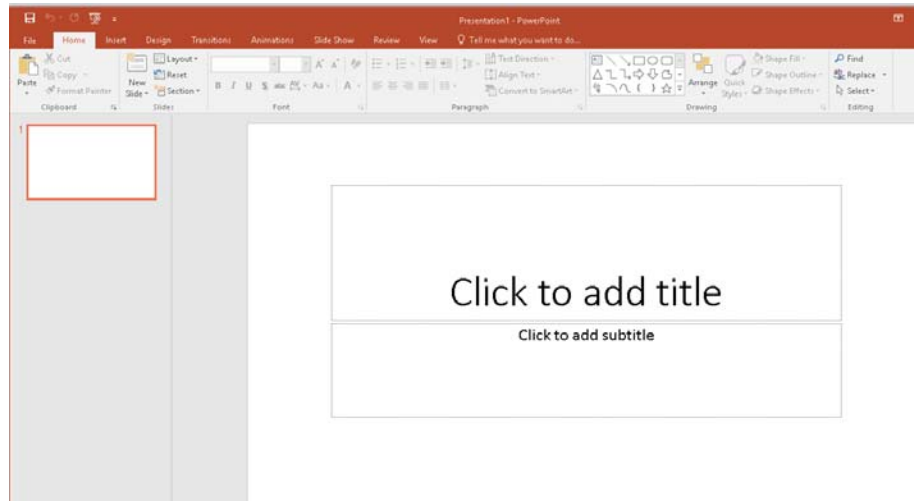 Presentation1 - PowerPoint
File Home Insert Design Transitions Animations Slide Show Review View Tell me what you want to do...
Cut
Copy
Format Painter
Paste
Clipboard
New Slide
Layout
Reset
Section
Slides
B I U S abc AV Aa A A A
Font
Text Direction
Align Text
Convert to SmartArt
Paragraph
Arrange
Quick Styles
Shape Fill
Shape Outline
Shape Effects
Drawing
Find
Replace
Select
Editing
1
Click to add title
Click to add subtitle